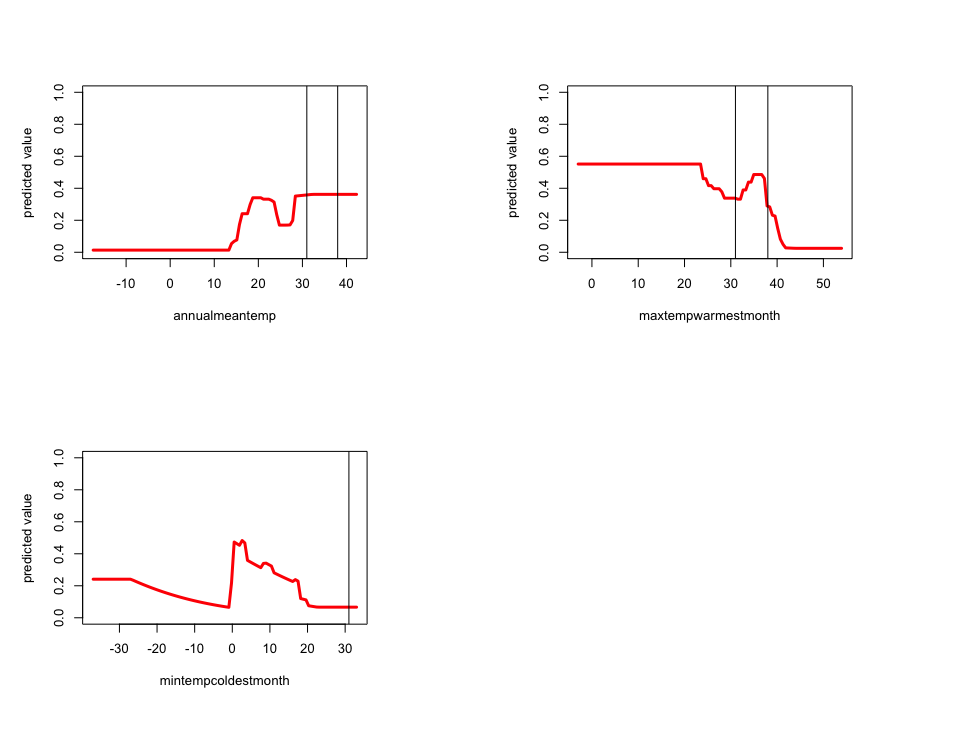 predicted value
0.0 0.2 0.4 0.6 0.8 1.0
-10 0 10 20 30 40
annualmeantemp
predicted value
0.0 0.2 0.4 0.6 0.8 1.0
0 10 20 30 40 50
maxtempwarmestmonth
predicted value
0.0 0.2 0.4 0.6 0.8 1.0
-30 -20 -10 0 10 20 30
mintempcoldestmonth